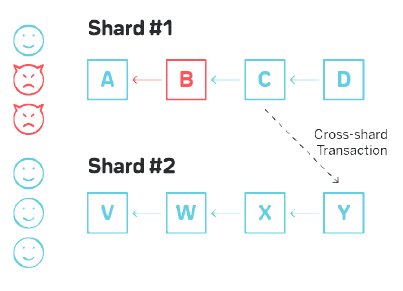 Shard #1
A B C D
Cross-shard
Transaction
Shard #2
V W X Y